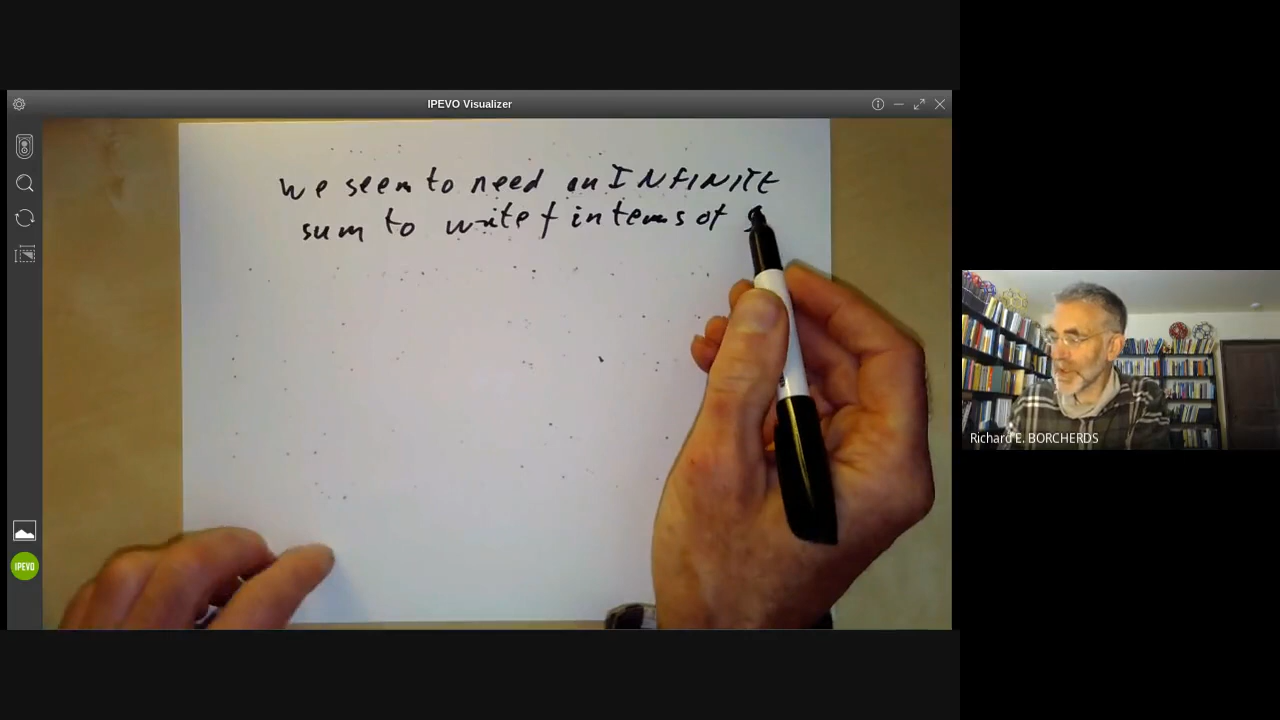 IPEVO Visualizer
we seem to need an INFINITE
sum to write f in terms of g
IPEVO
Richard E. BORCHERDS